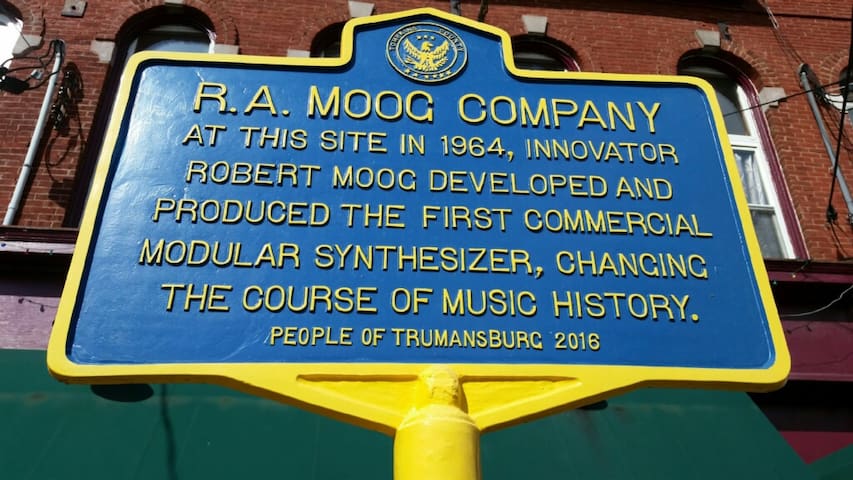 R.A. MOOG COMPANY
AT THIS SITE IN 1964, INNOVATOR
ROBERT MOOG DEVELOPED AND
PRODUCED THE FIRST COMMERCIAL
MODULAR SYNTHESIZER, CHANGING
THE COURSE OF MUSIC HISTORY.
PEOPLE OF TRUMANSBURG 2016